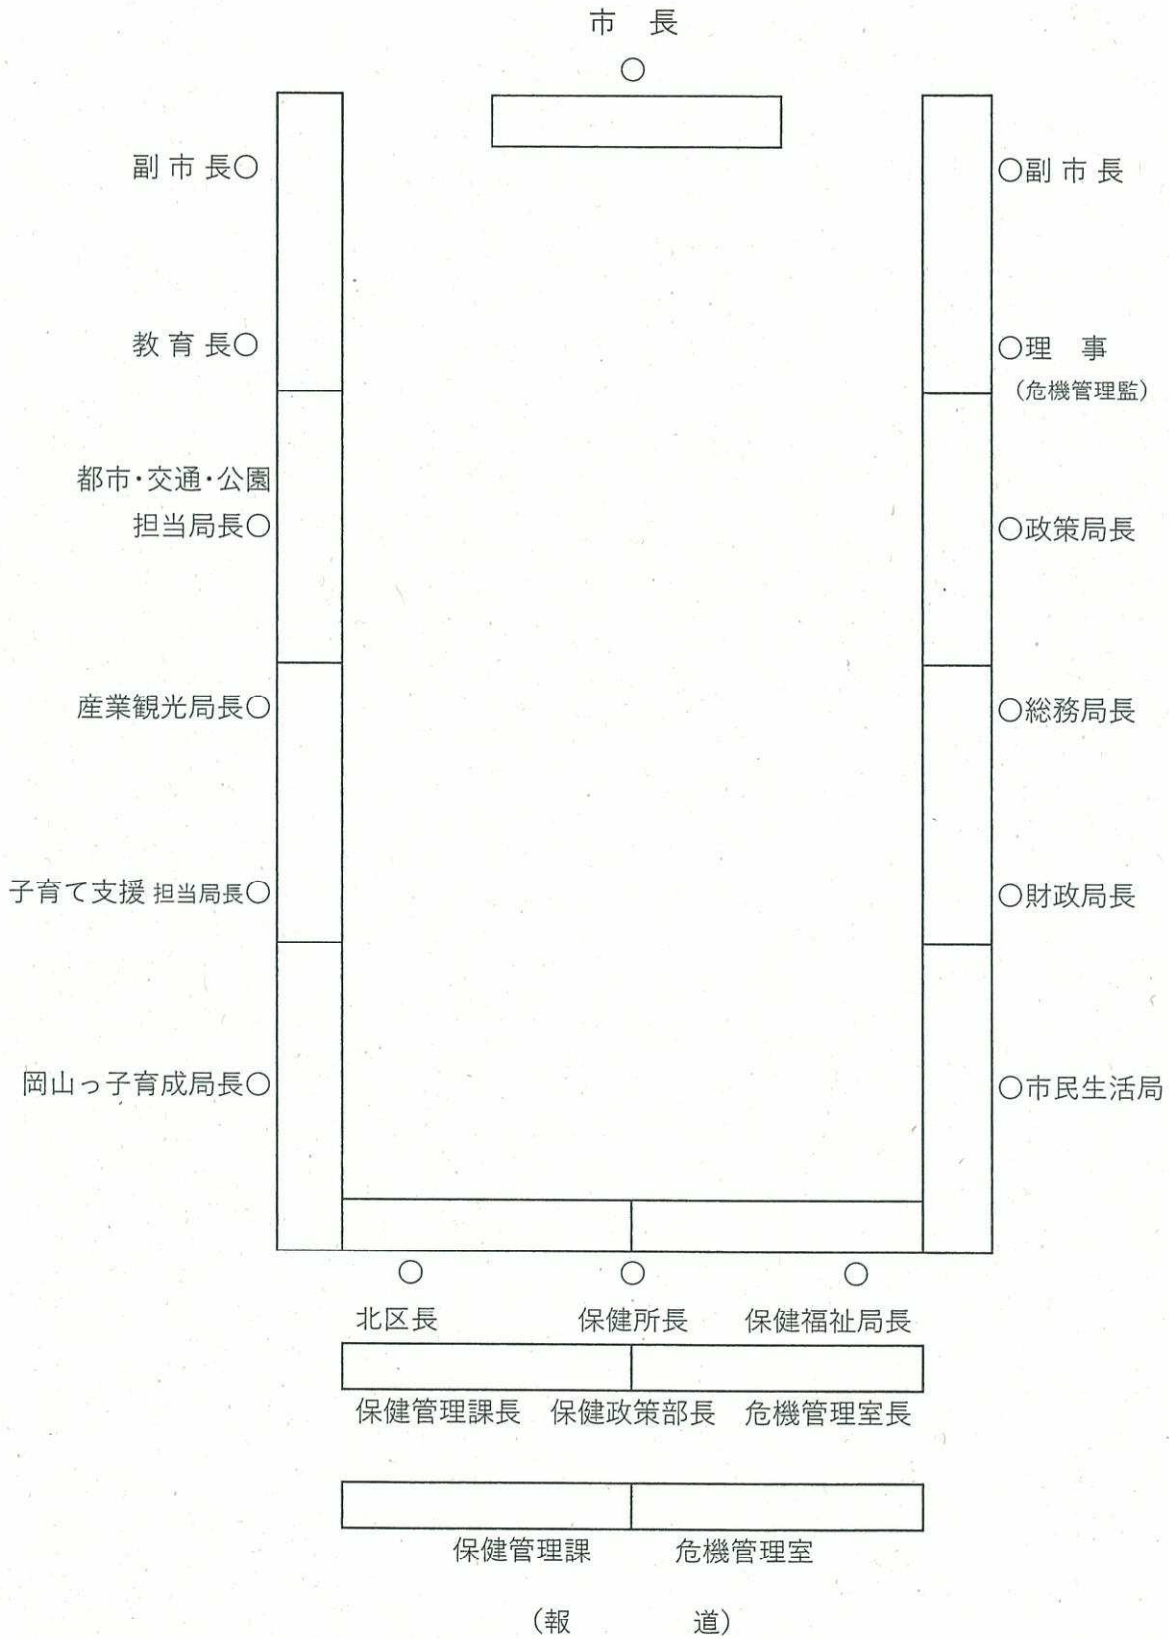 市 長
○
副 市 長○
○副 市 長
教 育 長○
○理 事
(危機管理監)
都市・交通・公園
担当局長○
○政策局長
産業観光局長○
○総務局長
子育て支援 担当局長○
○財政局長
岡山っ子育成局長○
○市民生活局
○ ○ ○
北区長 保健所長 保健福祉局長
保健管理課長 保健政策部長 危機管理室長
保健管理課 危機管理室
(報 道)